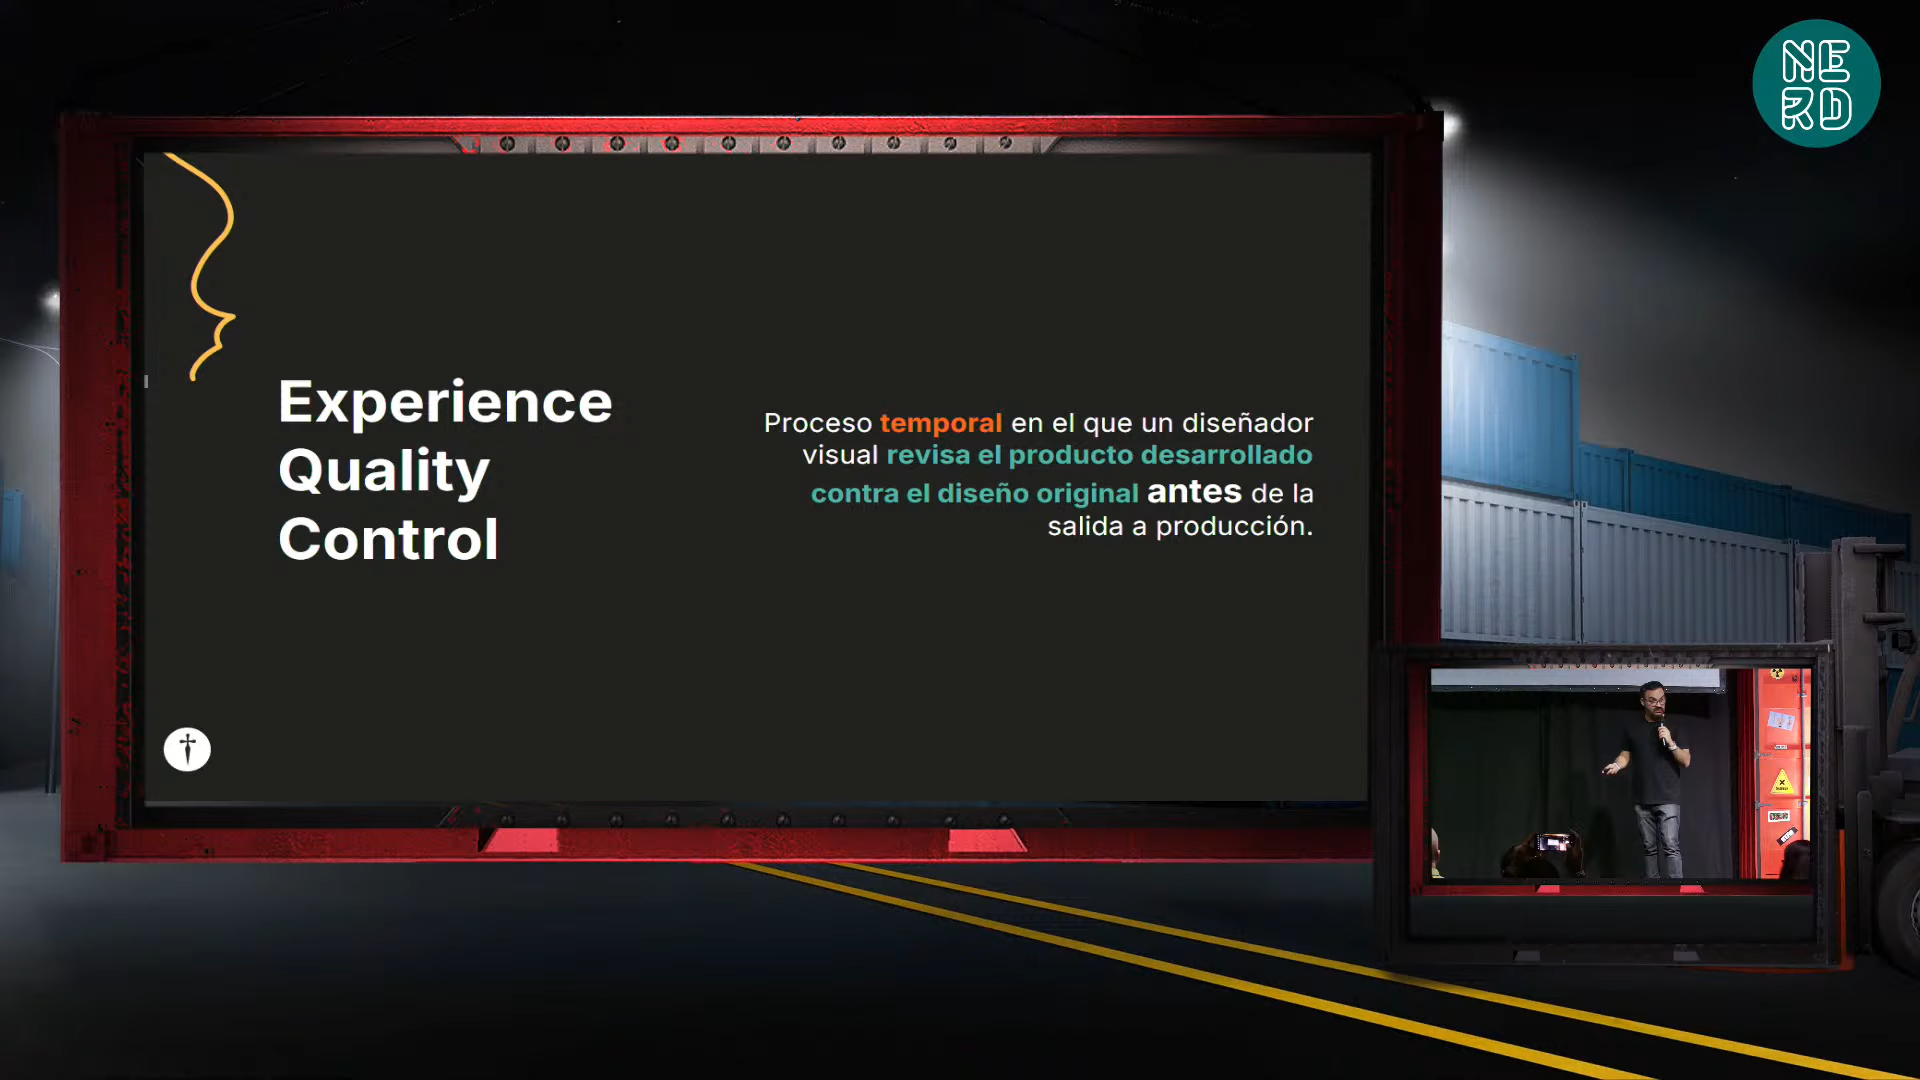 NE
RD
Experience
Quality
Control
Proceso temporal en el que un diseñador
visual revisa el producto desarrollado
contra el diseño original antes de la
salida a producción.